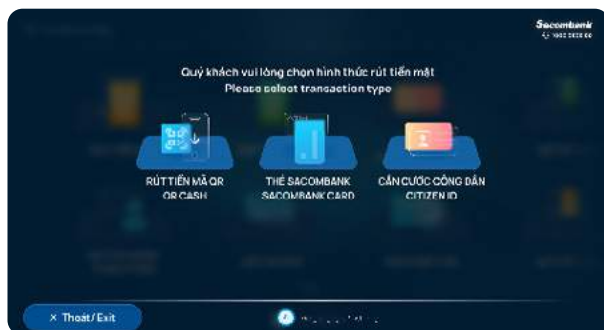 Sacombank
Quý khách vui lòng chọn hình thức rút tiền mặt
Please select transaction type
RÚT TIỀN MÃ QR
QR CASH
THẺ SACOMBANK
SACOMBANK CARD
CĂN CƯỚC CÔNG DÂN
CITIZEN ID
× Thoát/Exit